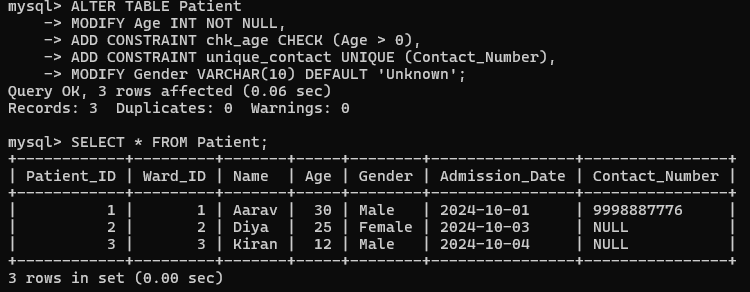 mysql> ALTER TABLE Patient
    -> MODIFY Age INT NOT NULL,
    -> ADD CONSTRAINT chk_age CHECK (Age > 0),
    -> ADD CONSTRAINT unique_contact UNIQUE (Contact_Number),
    -> MODIFY Gender VARCHAR(10) DEFAULT 'Unknown';
Query OK, 3 rows affected (0.06 sec)
Records: 3  Duplicates: 0  Warnings: 0

mysql> SELECT * FROM Patient;
+------------+---------+-------+-----+--------+----------------+----------------+
| Patient_ID | Ward_ID | Name  | Age | Gender | Admission_Date | Contact_Number |
+------------+---------+-------+-----+--------+----------------+----------------+
|          1 |       1 | Aarav |  30 | Male   | 2024-10-01     | 9998887776     |
|          2 |       2 | Diya  |  25 | Female | 2024-10-03     | NULL           |
|          3 |       3 | Kiran |  12 | Male   | 2024-10-04     | NULL           |
+------------+---------+-------+-----+--------+----------------+----------------+
3 rows in set (0.00 sec)